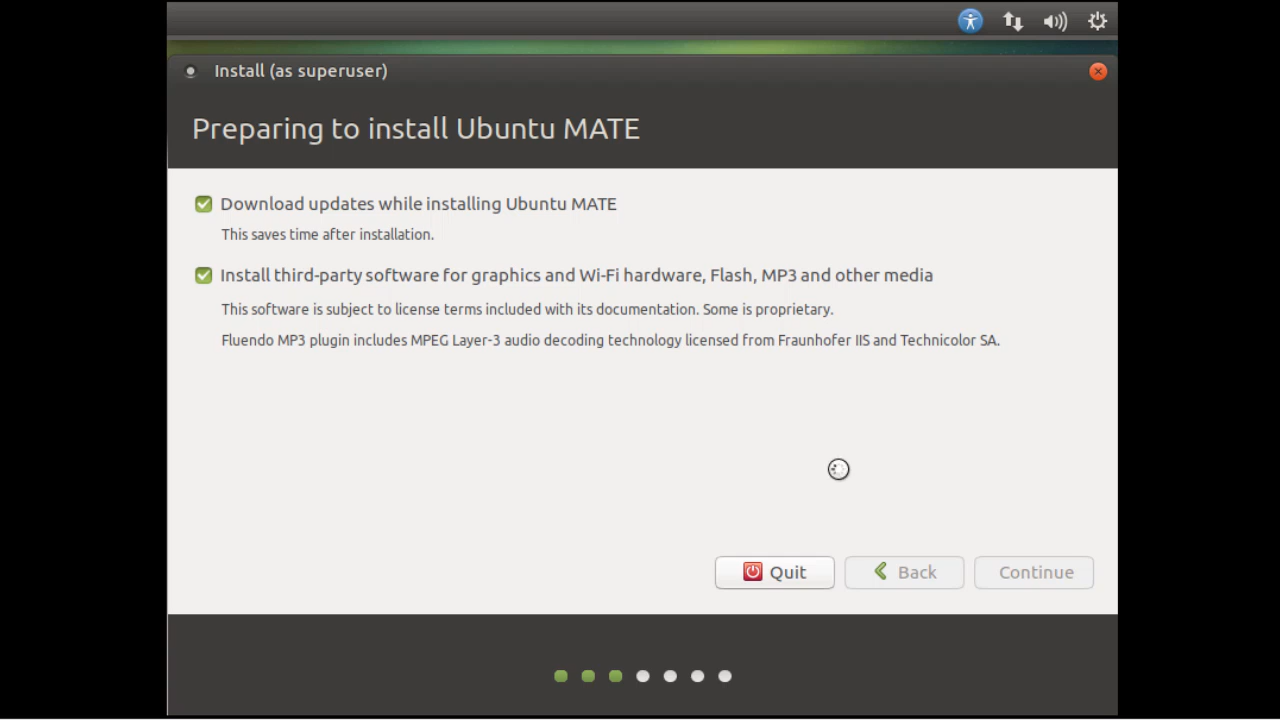 Install (as superuser)
Preparing to install Ubuntu MATE
Download updates while installing Ubuntu MATE
This saves time after installation.
Install third-party software for graphics and Wi-Fi hardware, Flash, MP3 and other media
This software is subject to license terms included with its documentation. Some is proprietary.
Fluendo MP3 plugin includes MPEG Layer-3 audio decoding technology licensed from Fraunhofer IIS and Technicolor SA.
Quit
Back
Continue